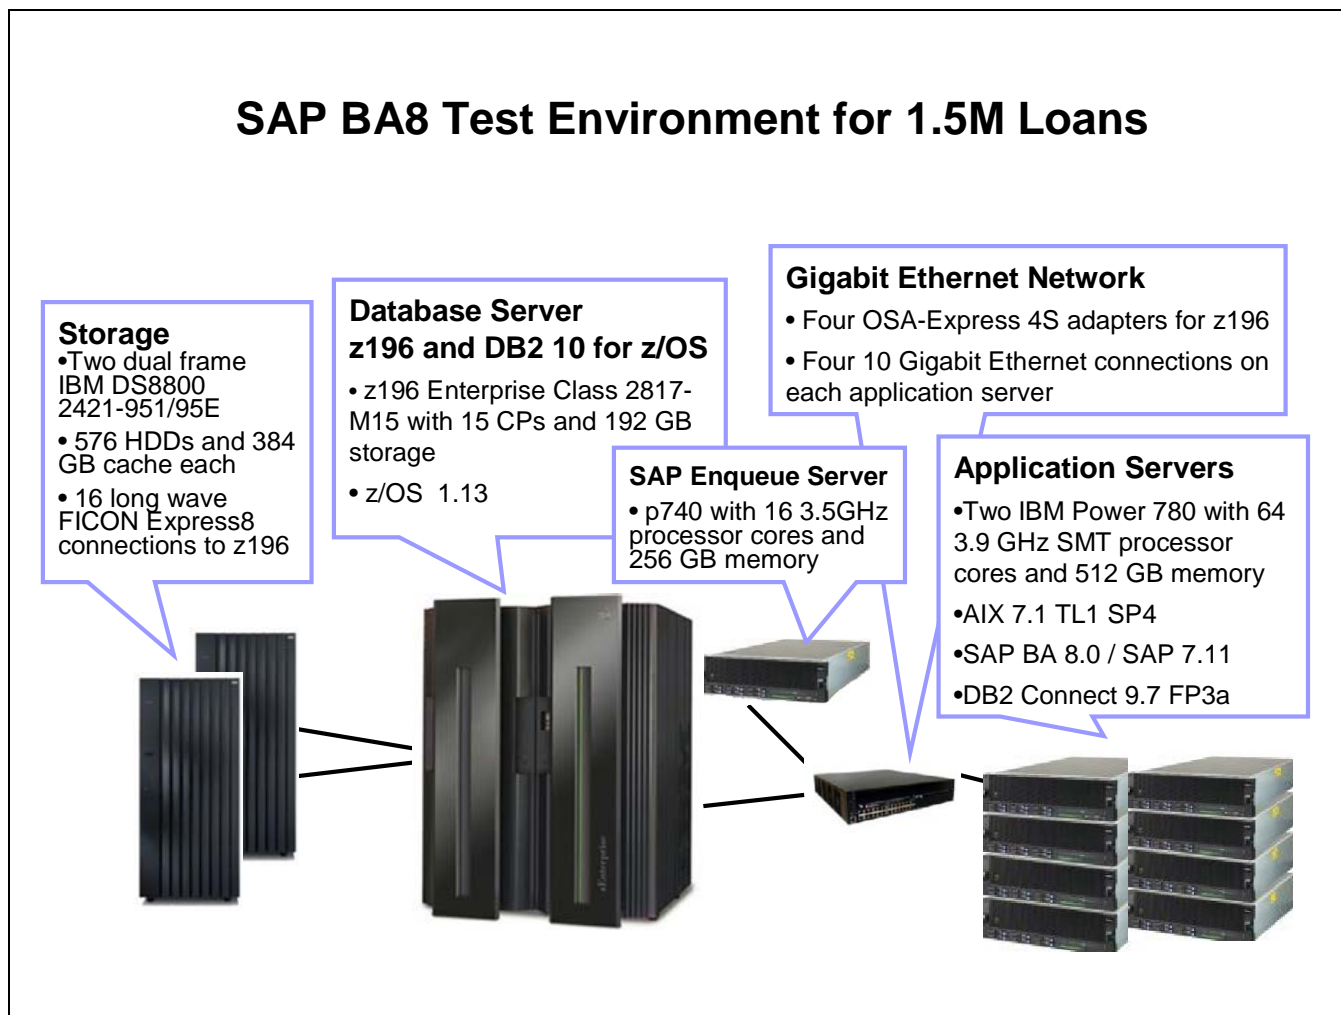 SAP BA8 Test Environment for 1.5M Loans
Storage
•Two dual frame
IBM DS8800
2421-951/95E
• 576 HDDs and 384
GB cache each
• 16 long wave
FICON Express8
connections to z196
Database Server
z196 and DB2 10 for z/OS
• z196 Enterprise Class 2817-
M15 with 15 CPs and 192 GB
storage
• z/OS 1.13
SAP Enqueue Server
• p740 with 16 3.5GHz
processor cores and
256 GB memory
Gigabit Ethernet Network
• Four OSA-Express 4S adapters for z196
• Four 10 Gigabit Ethernet connections on
each application server
Application Servers
•Two IBM Power 780 with 64
3.9 GHz SMT processor
cores and 512 GB memory
•AIX 7.1 TL1 SP4
•SAP BA 8.0 / SAP 7.11
•DB2 Connect 9.7 FP3a
zEnterprise